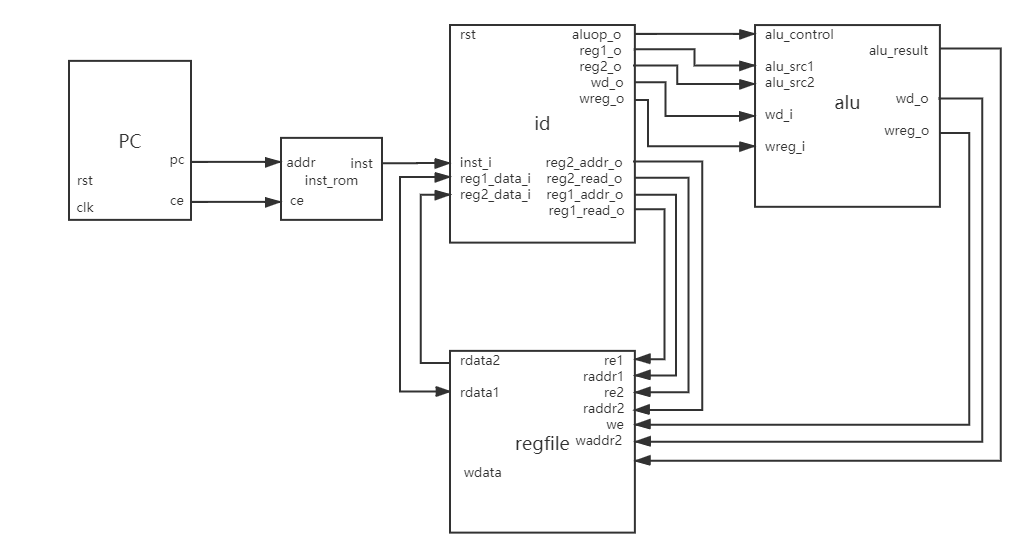 PC
pc
rst
ce
clk
addr
inst
inst_rom
ce
rst
aluop_o
reg1_o
reg2_o
wd_o
wreg_o
id
inst_i
reg2_addr_o
reg1_data_i
reg2_read_o
reg2_data_i
reg1_addr_o
reg1_read_o
alu_control
alu_result
alu_src1
alu_src2
alu
wd_o
wd_i
wreg_o
wreg_i
rdata2
re1
raddr1
rdata1
re2
raddr2
we
regfile
waddr2
wdata